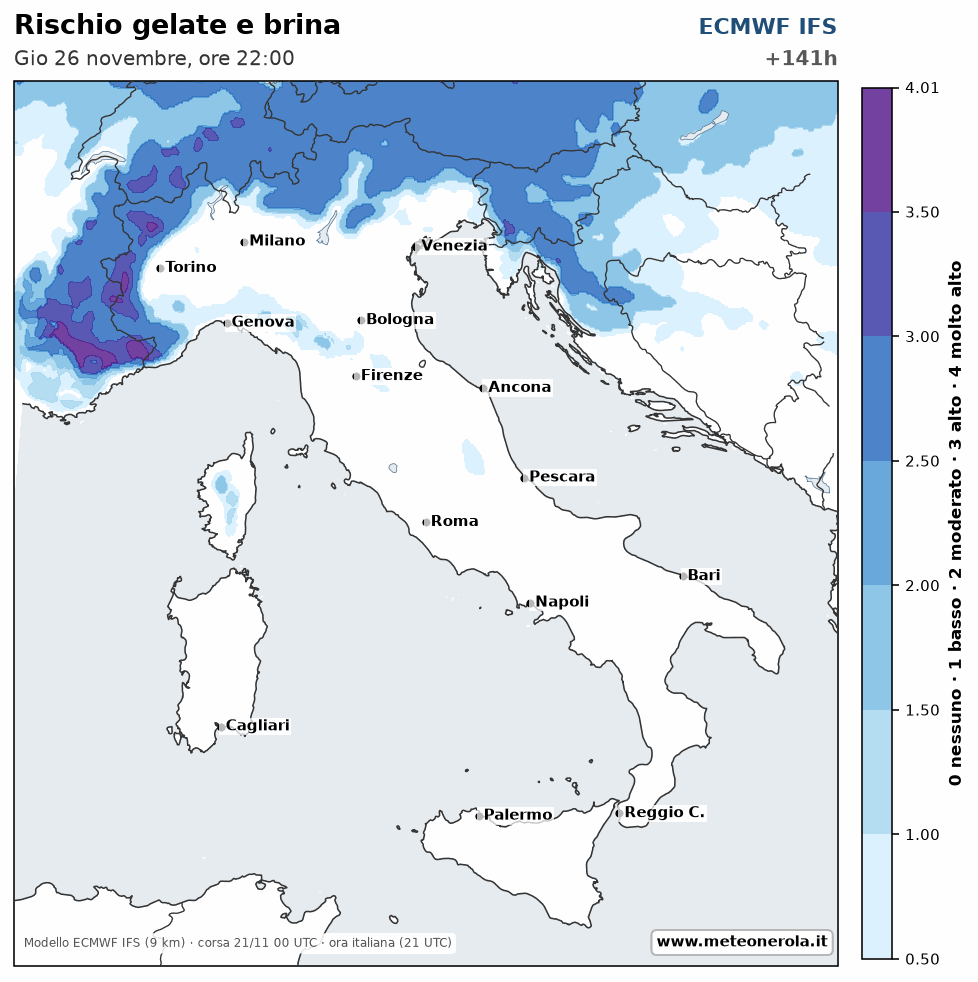 Rischio gelate e brina
ECMWF IFS
Gio 26 novembre, ore 22:00
+141h
4.01
3.50
3.00
2.50
2.00
1.50
1.00
0.50
0 nessuno · 1 basso · 2 moderato · 3 alto · 4 molto alto
Milano
Venezia
Torino
Genova
Bologna
Firenze
Ancona
Pescara
Roma
Bari
Napoli
Cagliari
Palermo
Reggio C.
Modello ECMWF IFS (9 km) · corsa 21/11 00 UTC · ora italiana (21 UTC)
www.meteonerola.it